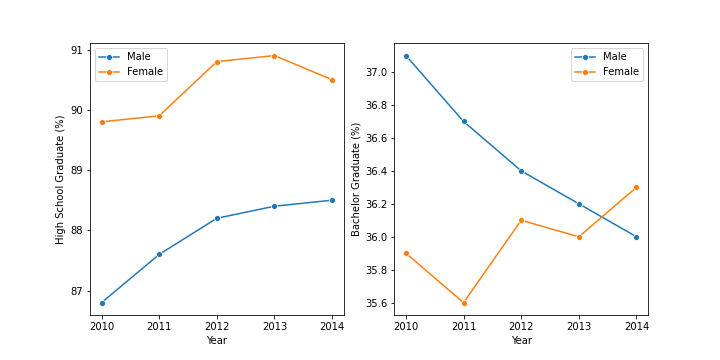 High School Graduate (%)
91
90
89
88
87
Male
Female
2010 2011 2012 2013 2014
Year
Bachelor Graduate (%)
37.0
36.8
36.6
36.4
36.2
36.0
35.8
35.6
Male
Female
2010 2011 2012 2013 2014
Year